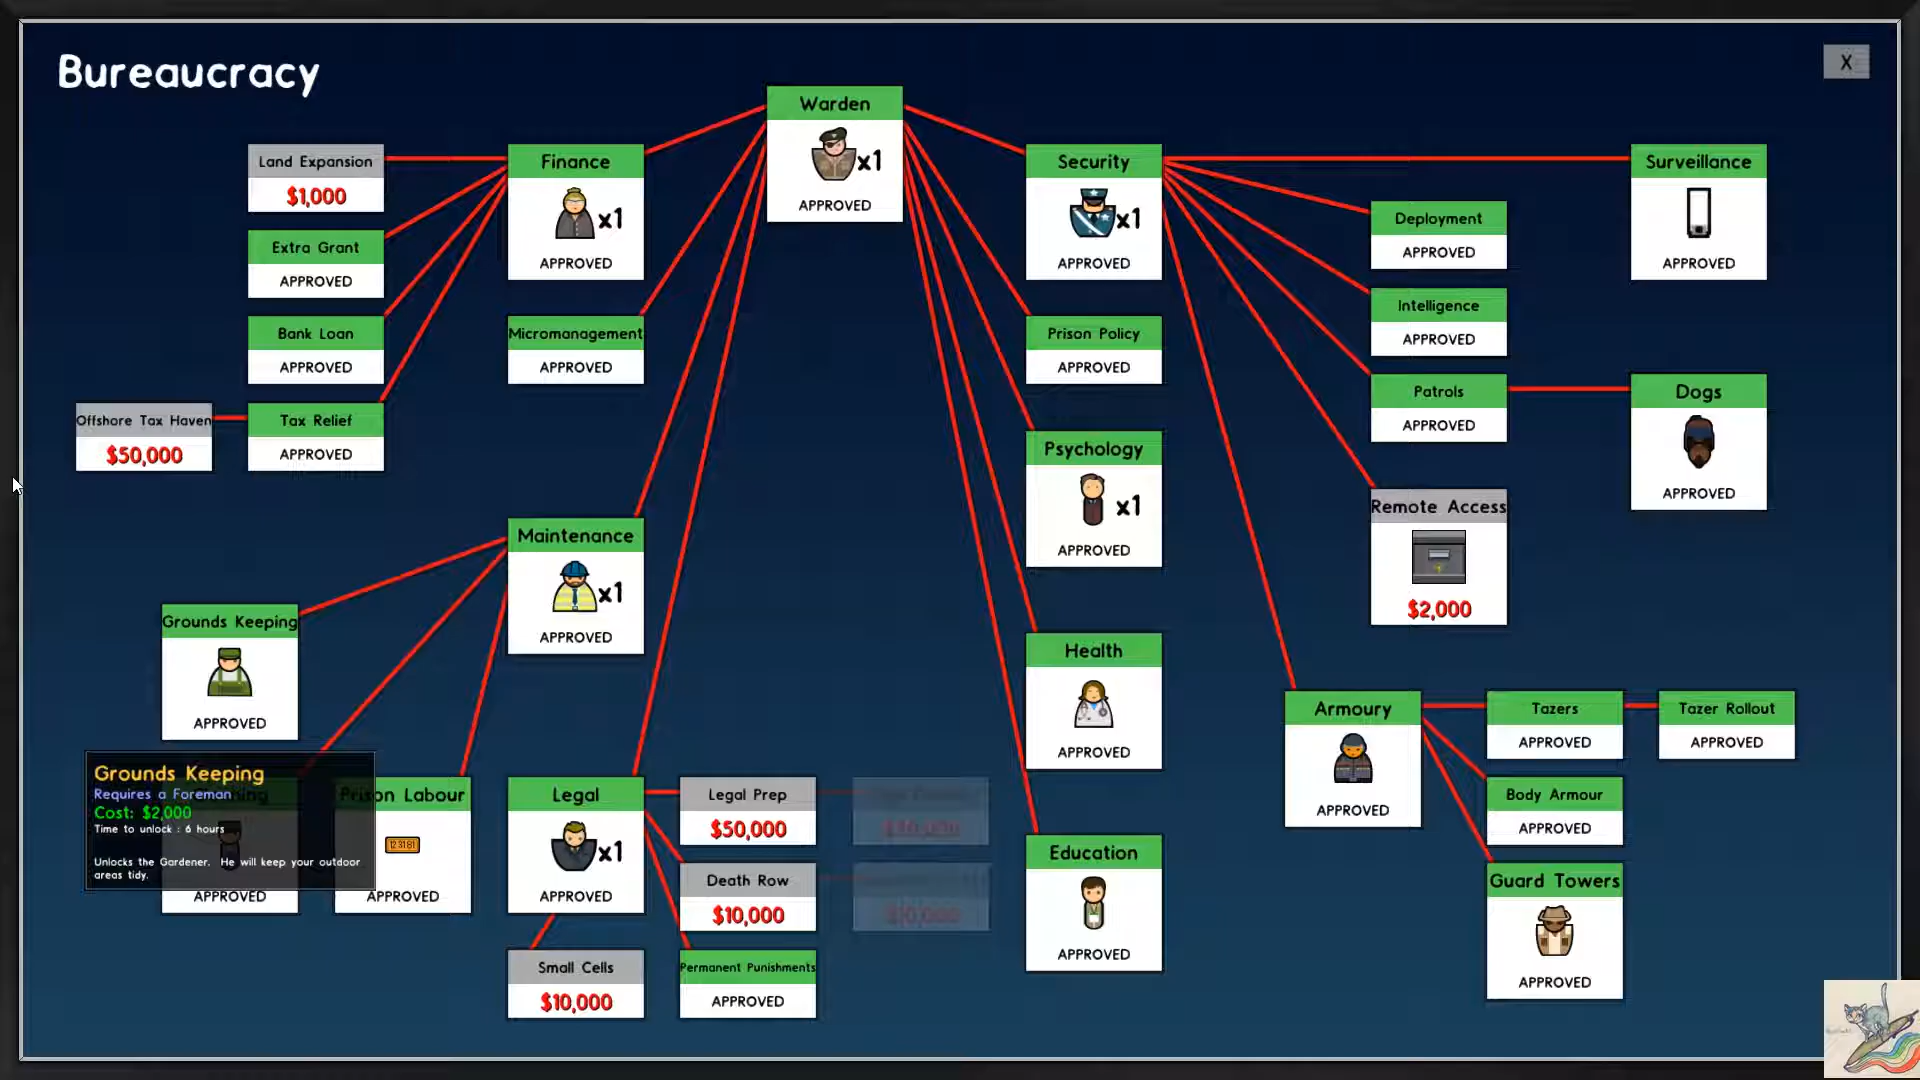 Bureaucracy
X
Warden
x1
APPROVED
Land Expansion
$1,000
Finance
x1
APPROVED
Security
x1
APPROVED
Surveillance
APPROVED
Extra Grant
APPROVED
Deployment
APPROVED
Bank Loan
APPROVED
Micromanagement
APPROVED
Prison Policy
APPROVED
Intelligence
APPROVED
Offshore Tax Haven
$50,000
Tax Relief
APPROVED
Patrols
APPROVED
Dogs
APPROVED
Psychology
x1
APPROVED
Remote Access
$2,000
Maintenance
x1
APPROVED
Grounds Keeping
APPROVED
Health
APPROVED
Armoury
APPROVED
Tazers
APPROVED
Tazer Rollout
APPROVED
Grounds Keeping
Requires a Foreman
Cost: $2,000
Time to unlock : 6 hours
Unlocks the Gardener. He will keep your outdoor
areas tidy.
APPROVED
Prison Labour
APPROVED
Legal
x1
APPROVED
Legal Prep
$50,000
Body Armour
APPROVED
Death Row
$10,000
Education
APPROVED
Guard Towers
APPROVED
Small Cells
$10,000
Permanent Punishments
APPROVED